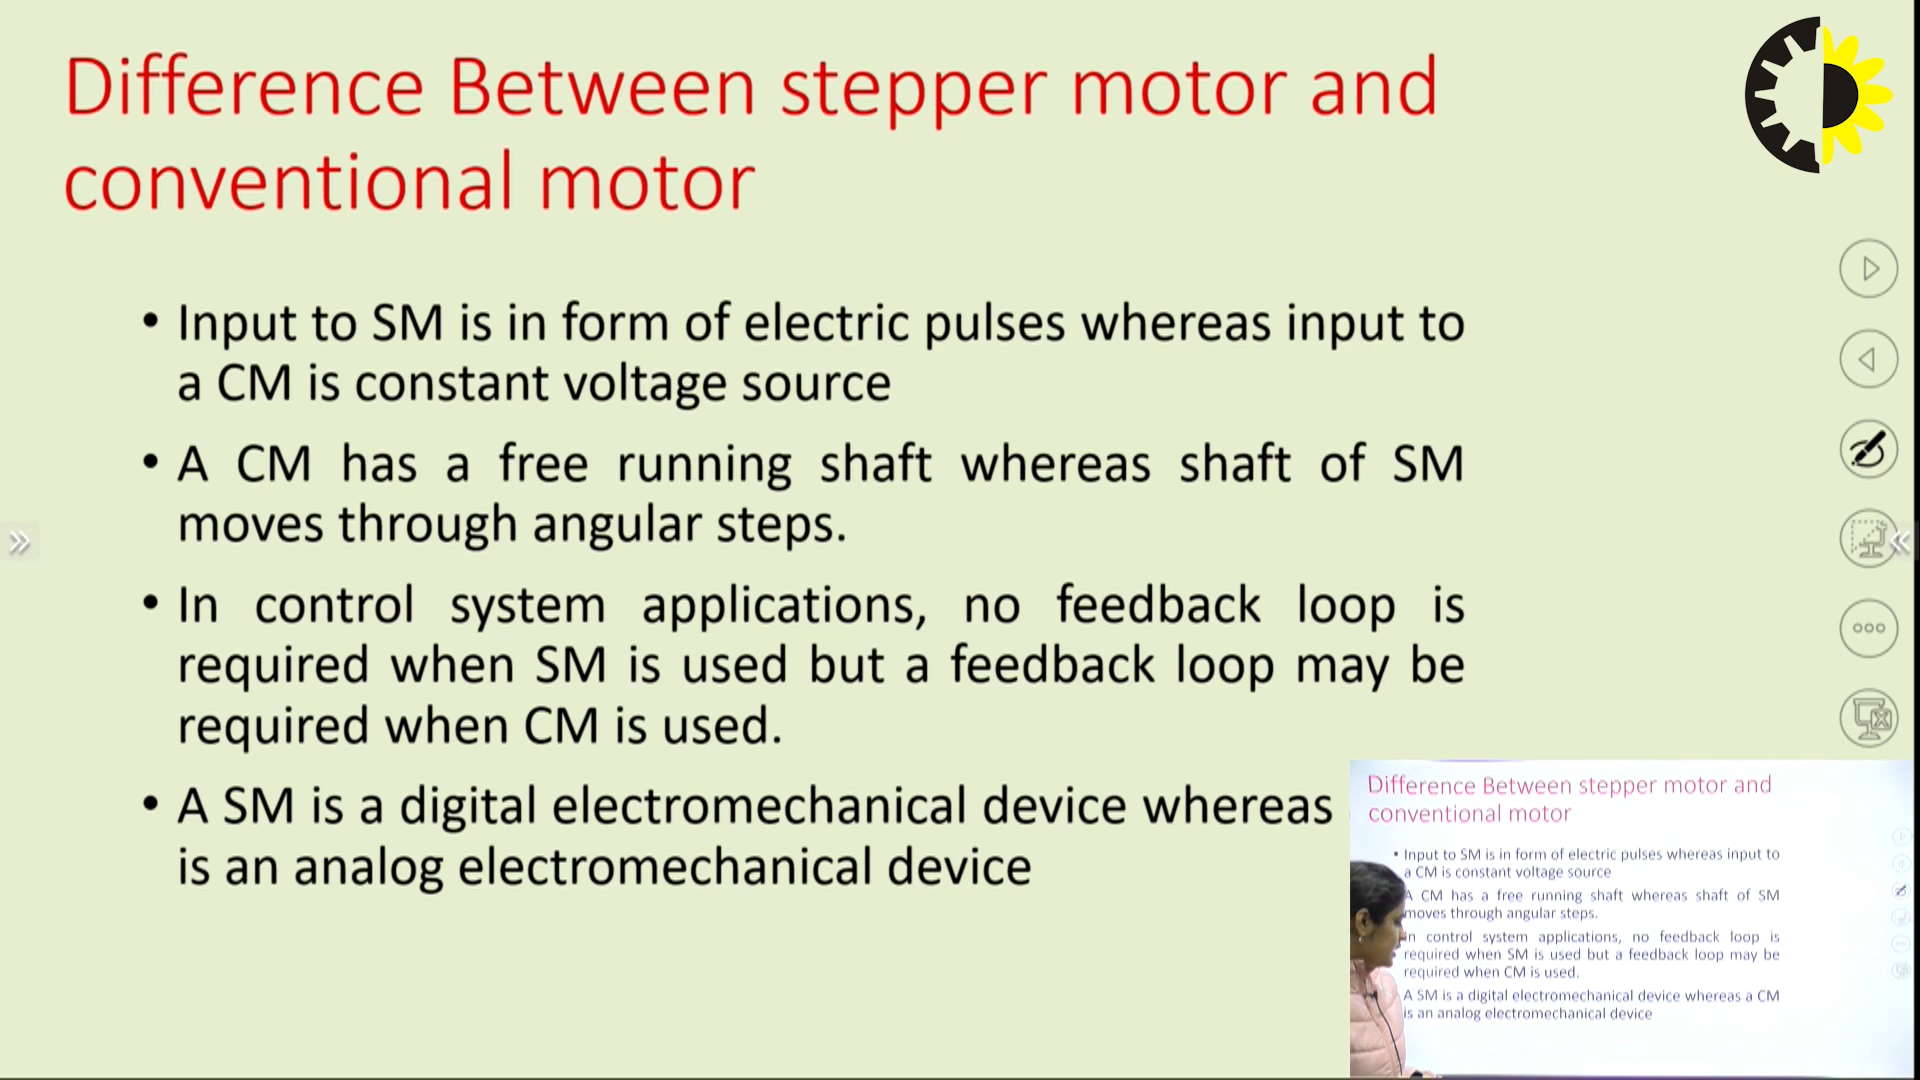 Difference Between stepper motor and
conventional motor
• Input to SM is in form of electric pulses whereas input to
a CM is constant voltage source
• A CM has a free running shaft whereas shaft of SM
moves through angular steps.
• In control system applications, no feedback loop is
required when SM is used but a feedback loop may be
required when CM is used.
• A SM is a digital electromechanical device whereas
is an analog electromechanical device
Difference Between stepper motor and
conventional motor
• Input to SM is in form of electric pulses whereas input to
a CM is constant voltage source
A CM has a free running shaft whereas shaft of SM
moves through angular steps.
In control system applications, no feedback loop is
required when SM is used but a feedback loop may be
required when CM is used.
A SM is a digital electromechanical device whereas a CM
is an analog electromechanical device